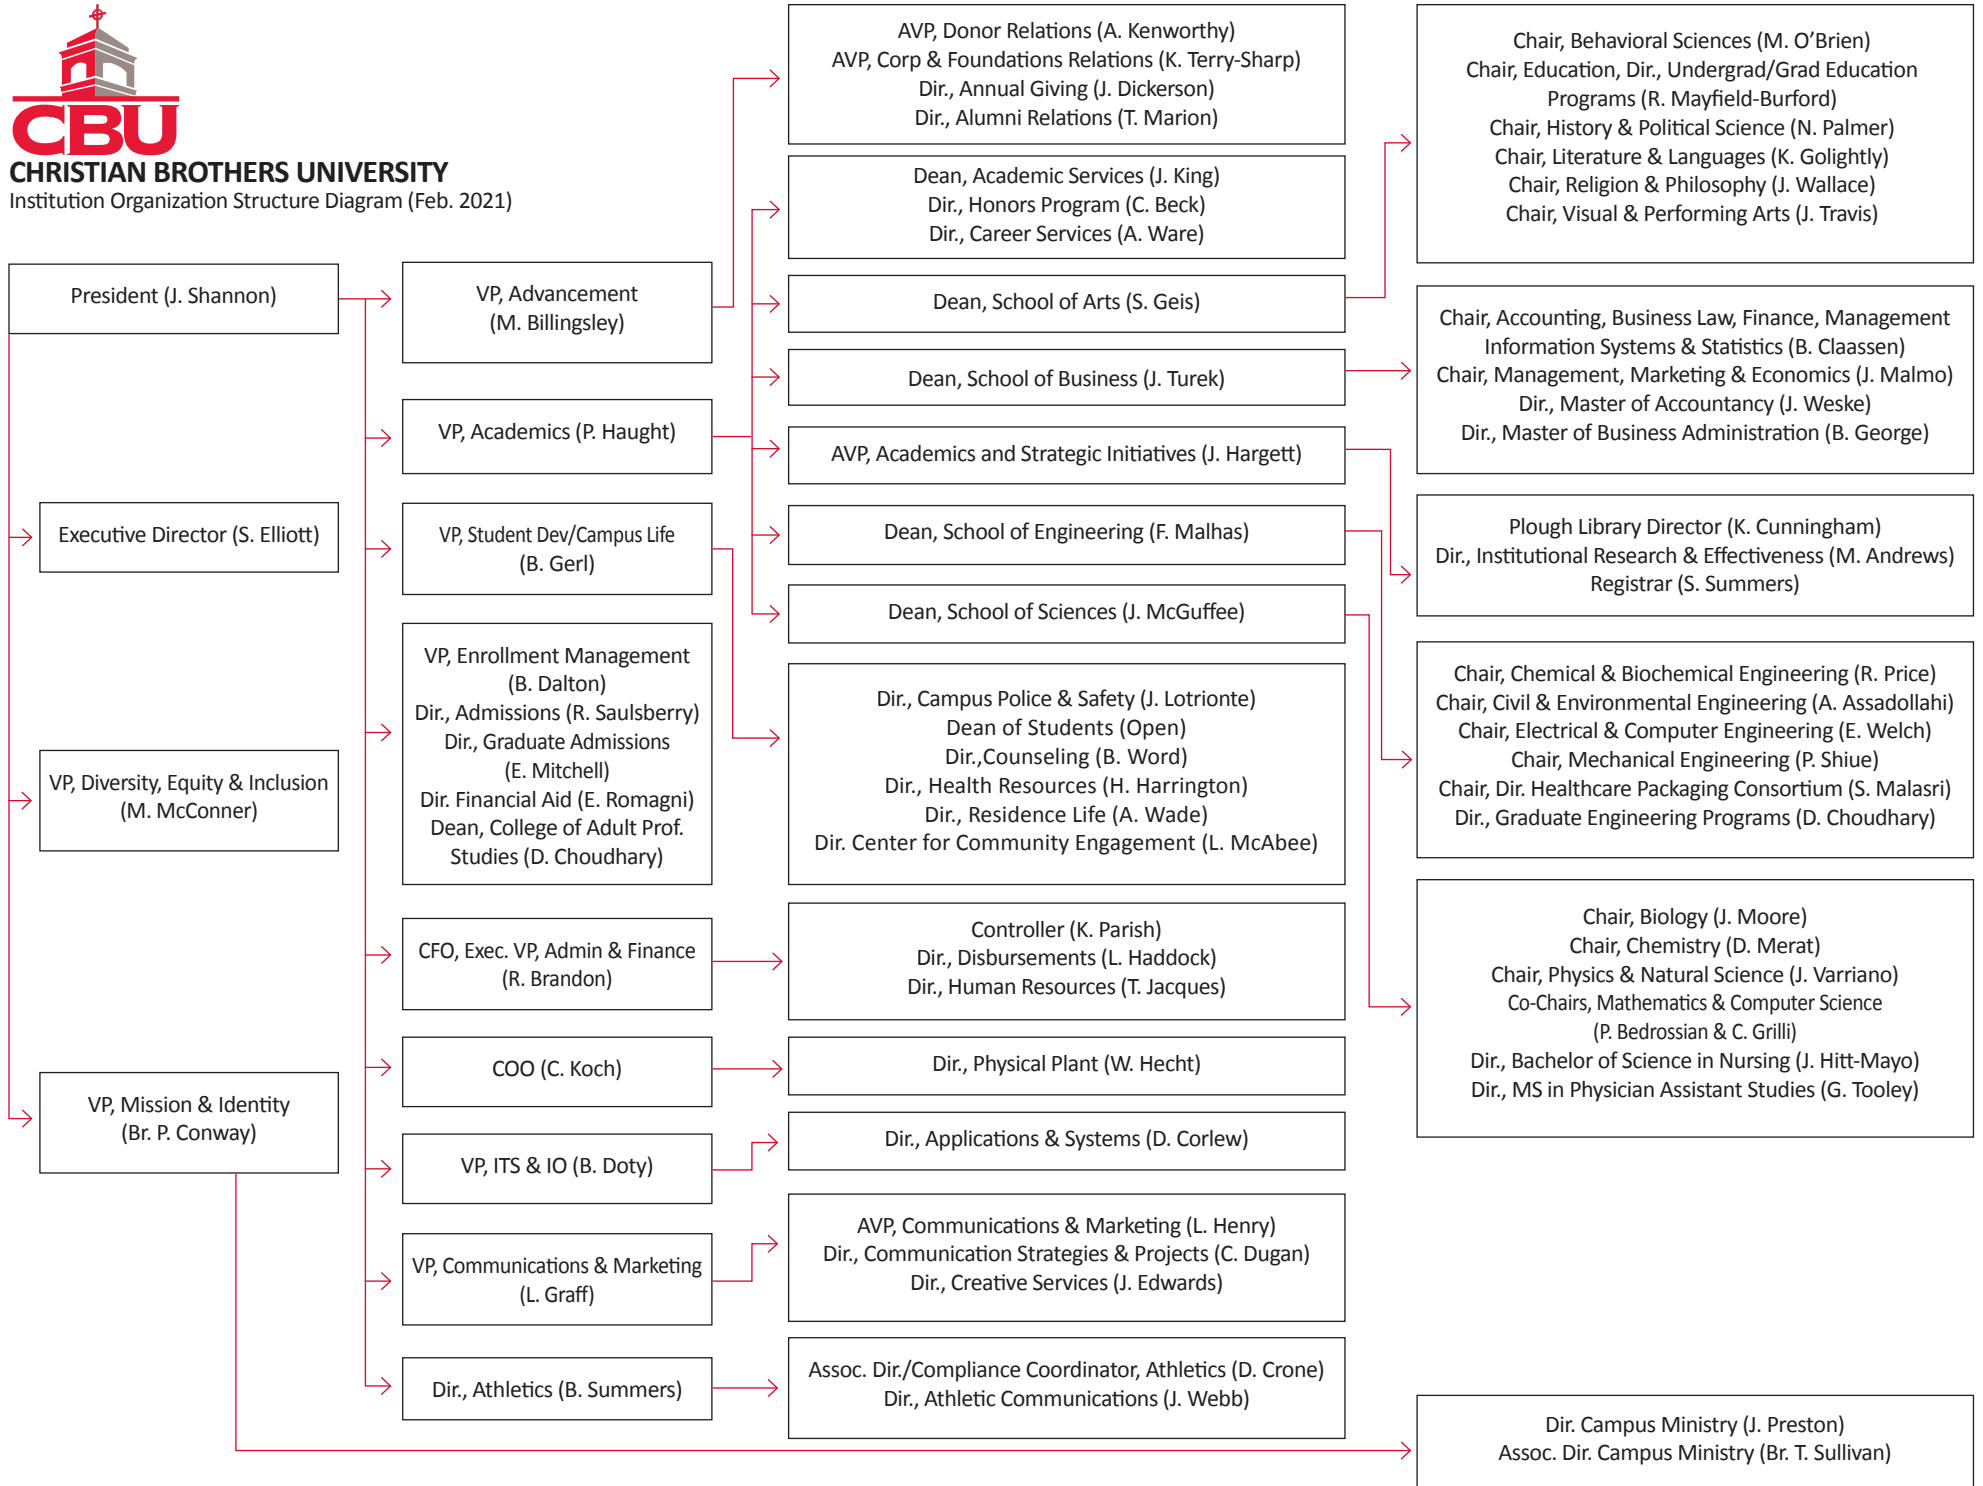 CBU
CHRISTIAN BROTHERS UNIVERSITY
Institution Organization Structure Diagram (Feb. 2021)
President (J. Shannon)
Executive Director (S. Elliott)
VP, Diversity, Equity & Inclusion
(M. McConner)
VP, Mission & Identity
(Br. P. Conway)
VP, Advancement
(M. Billingsley)
VP, Academics (P. Haught)
VP, Student Dev/Campus Life
(B. Gerl)
VP, Enrollment Management
(B. Dalton)
Dir., Admissions (R. Saulsberry)
Dir., Graduate Admissions
(E. Mitchell)
Dir. Financial Aid (E. Romagni)
Dean, College of Adult Prof.
Studies (D. Choudhary)
CFO, Exec. VP, Admin & Finance
(R. Brandon)
COO (C. Koch)
VP, ITS & IO (B. Doty)
VP, Communications & Marketing
(L. Graff)
Dir., Athletics (B. Summers)
AVP, Donor Relations (A. Kenworthy)
AVP, Corp & Foundations Relations (K. Terry-Sharp)
Dir., Annual Giving (J. Dickerson)
Dir., Alumni Relations (T. Marion)
Dean, Academic Services (J. King)
Dir., Honors Program (C. Beck)
Dir., Career Services (A. Ware)
Dean, School of Arts (S. Geis)
Dean, School of Business (J. Turek)
AVP, Academics and Strategic Initiatives (J. Hargett)
Dean, School of Engineering (F. Malhas)
Dean, School of Sciences (J. McGuffee)
Dir., Campus Police & Safety (J. Lotrionte)
Dean of Students (Open)
Dir.,Counseling (B. Word)
Dir., Health Resources (H. Harrington)
Dir., Residence Life (A. Wade)
Dir. Center for Community Engagement (L. McAbee)
Controller (K. Parish)
Dir., Disbursements (L. Haddock)
Dir., Human Resources (T. Jacques)
Dir., Physical Plant (W. Hecht)
Dir., Applications & Systems (D. Corlew)
AVP, Communications & Marketing (L. Henry)
Dir., Communication Strategies & Projects (C. Dugan)
Dir., Creative Services (J. Edwards)
Assoc. Dir./Compliance Coordinator, Athletics (D. Crone)
Dir., Athletic Communications (J. Webb)
Chair, Behavioral Sciences (M. O’Brien)
Chair, Education, Dir., Undergrad/Grad Education
Programs (R. Mayfield-Burford)
Chair, History & Political Science (N. Palmer)
Chair, Literature & Languages (K. Golightly)
Chair, Religion & Philosophy (J. Wallace)
Chair, Visual & Performing Arts (J. Travis)
Chair, Accounting, Business Law, Finance, Management
Information Systems & Statistics (B. Claassen)
Chair, Management, Marketing & Economics (J. Malmo)
Dir., Master of Accountancy (J. Weske)
Dir., Master of Business Administration (B. George)
Plough Library Director (K. Cunningham)
Dir., Institutional Research & Effectiveness (M. Andrews)
Registrar (S. Summers)
Chair, Chemical & Biochemical Engineering (R. Price)
Chair, Civil & Environmental Engineering (A. Assadollahi)
Chair, Electrical & Computer Engineering (E. Welch)
Chair, Mechanical Engineering (P. Shiue)
Chair, Dir. Healthcare Packaging Consortium (S. Malasri)
Dir., Graduate Engineering Programs (D. Choudhary)
Chair, Biology (J. Moore)
Chair, Chemistry (D. Merat)
Chair, Physics & Natural Science (J. Varriano)
Co-Chairs, Mathematics & Computer Science
(P. Bedrossian & C. Grilli)
Dir., Bachelor of Science in Nursing (J. Hitt-Mayo)
Dir., MS in Physician Assistant Studies (G. Tooley)
Dir. Campus Ministry (J. Preston)
Assoc. Dir. Campus Ministry (Br. T. Sullivan)